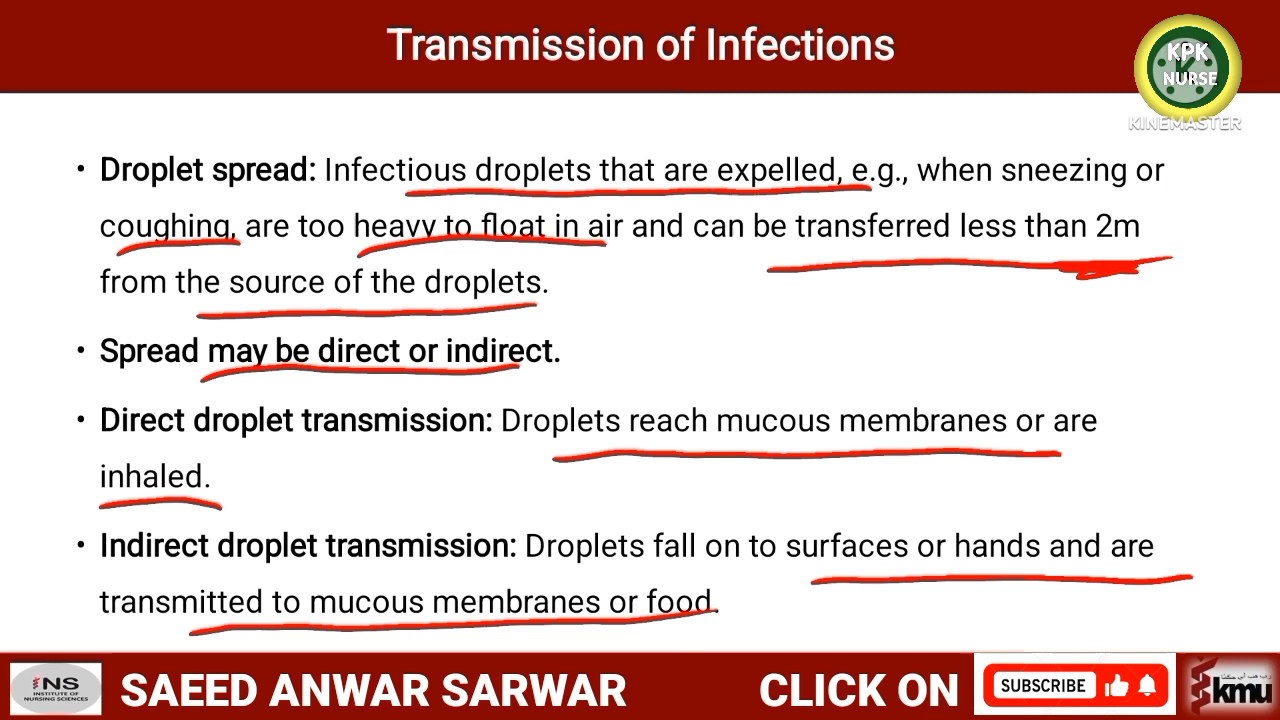 Transmission of Infections
KPK
NURSE
KINEMASTER
• Droplet spread: Infectious droplets that are expelled, e.g., when sneezing or
coughing, are too heavy to float in air and can be transferred less than 2m
from the source of the droplets.
• Spread may be direct or indirect.
• Direct droplet transmission: Droplets reach mucous membranes or are
inhaled.
• Indirect droplet transmission: Droplets fall on to surfaces or hands and are
transmitted to mucous membranes or food.
INS
INSTITUTE OF
NURSING SCIENCES
SAEED ANWAR SARWAR
CLICK ON
SUBSCRIBE
kmu